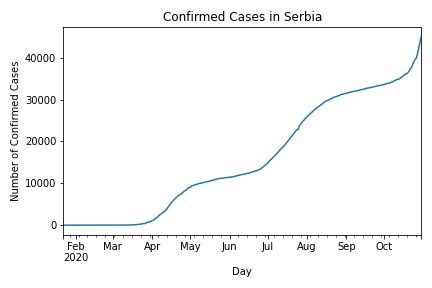 Confirmed Cases in Serbia
Number of Confirmed Cases
40000
30000
20000
10000
0
Feb Mar Apr May Jun Jul Aug Sep Oct
2020
Day